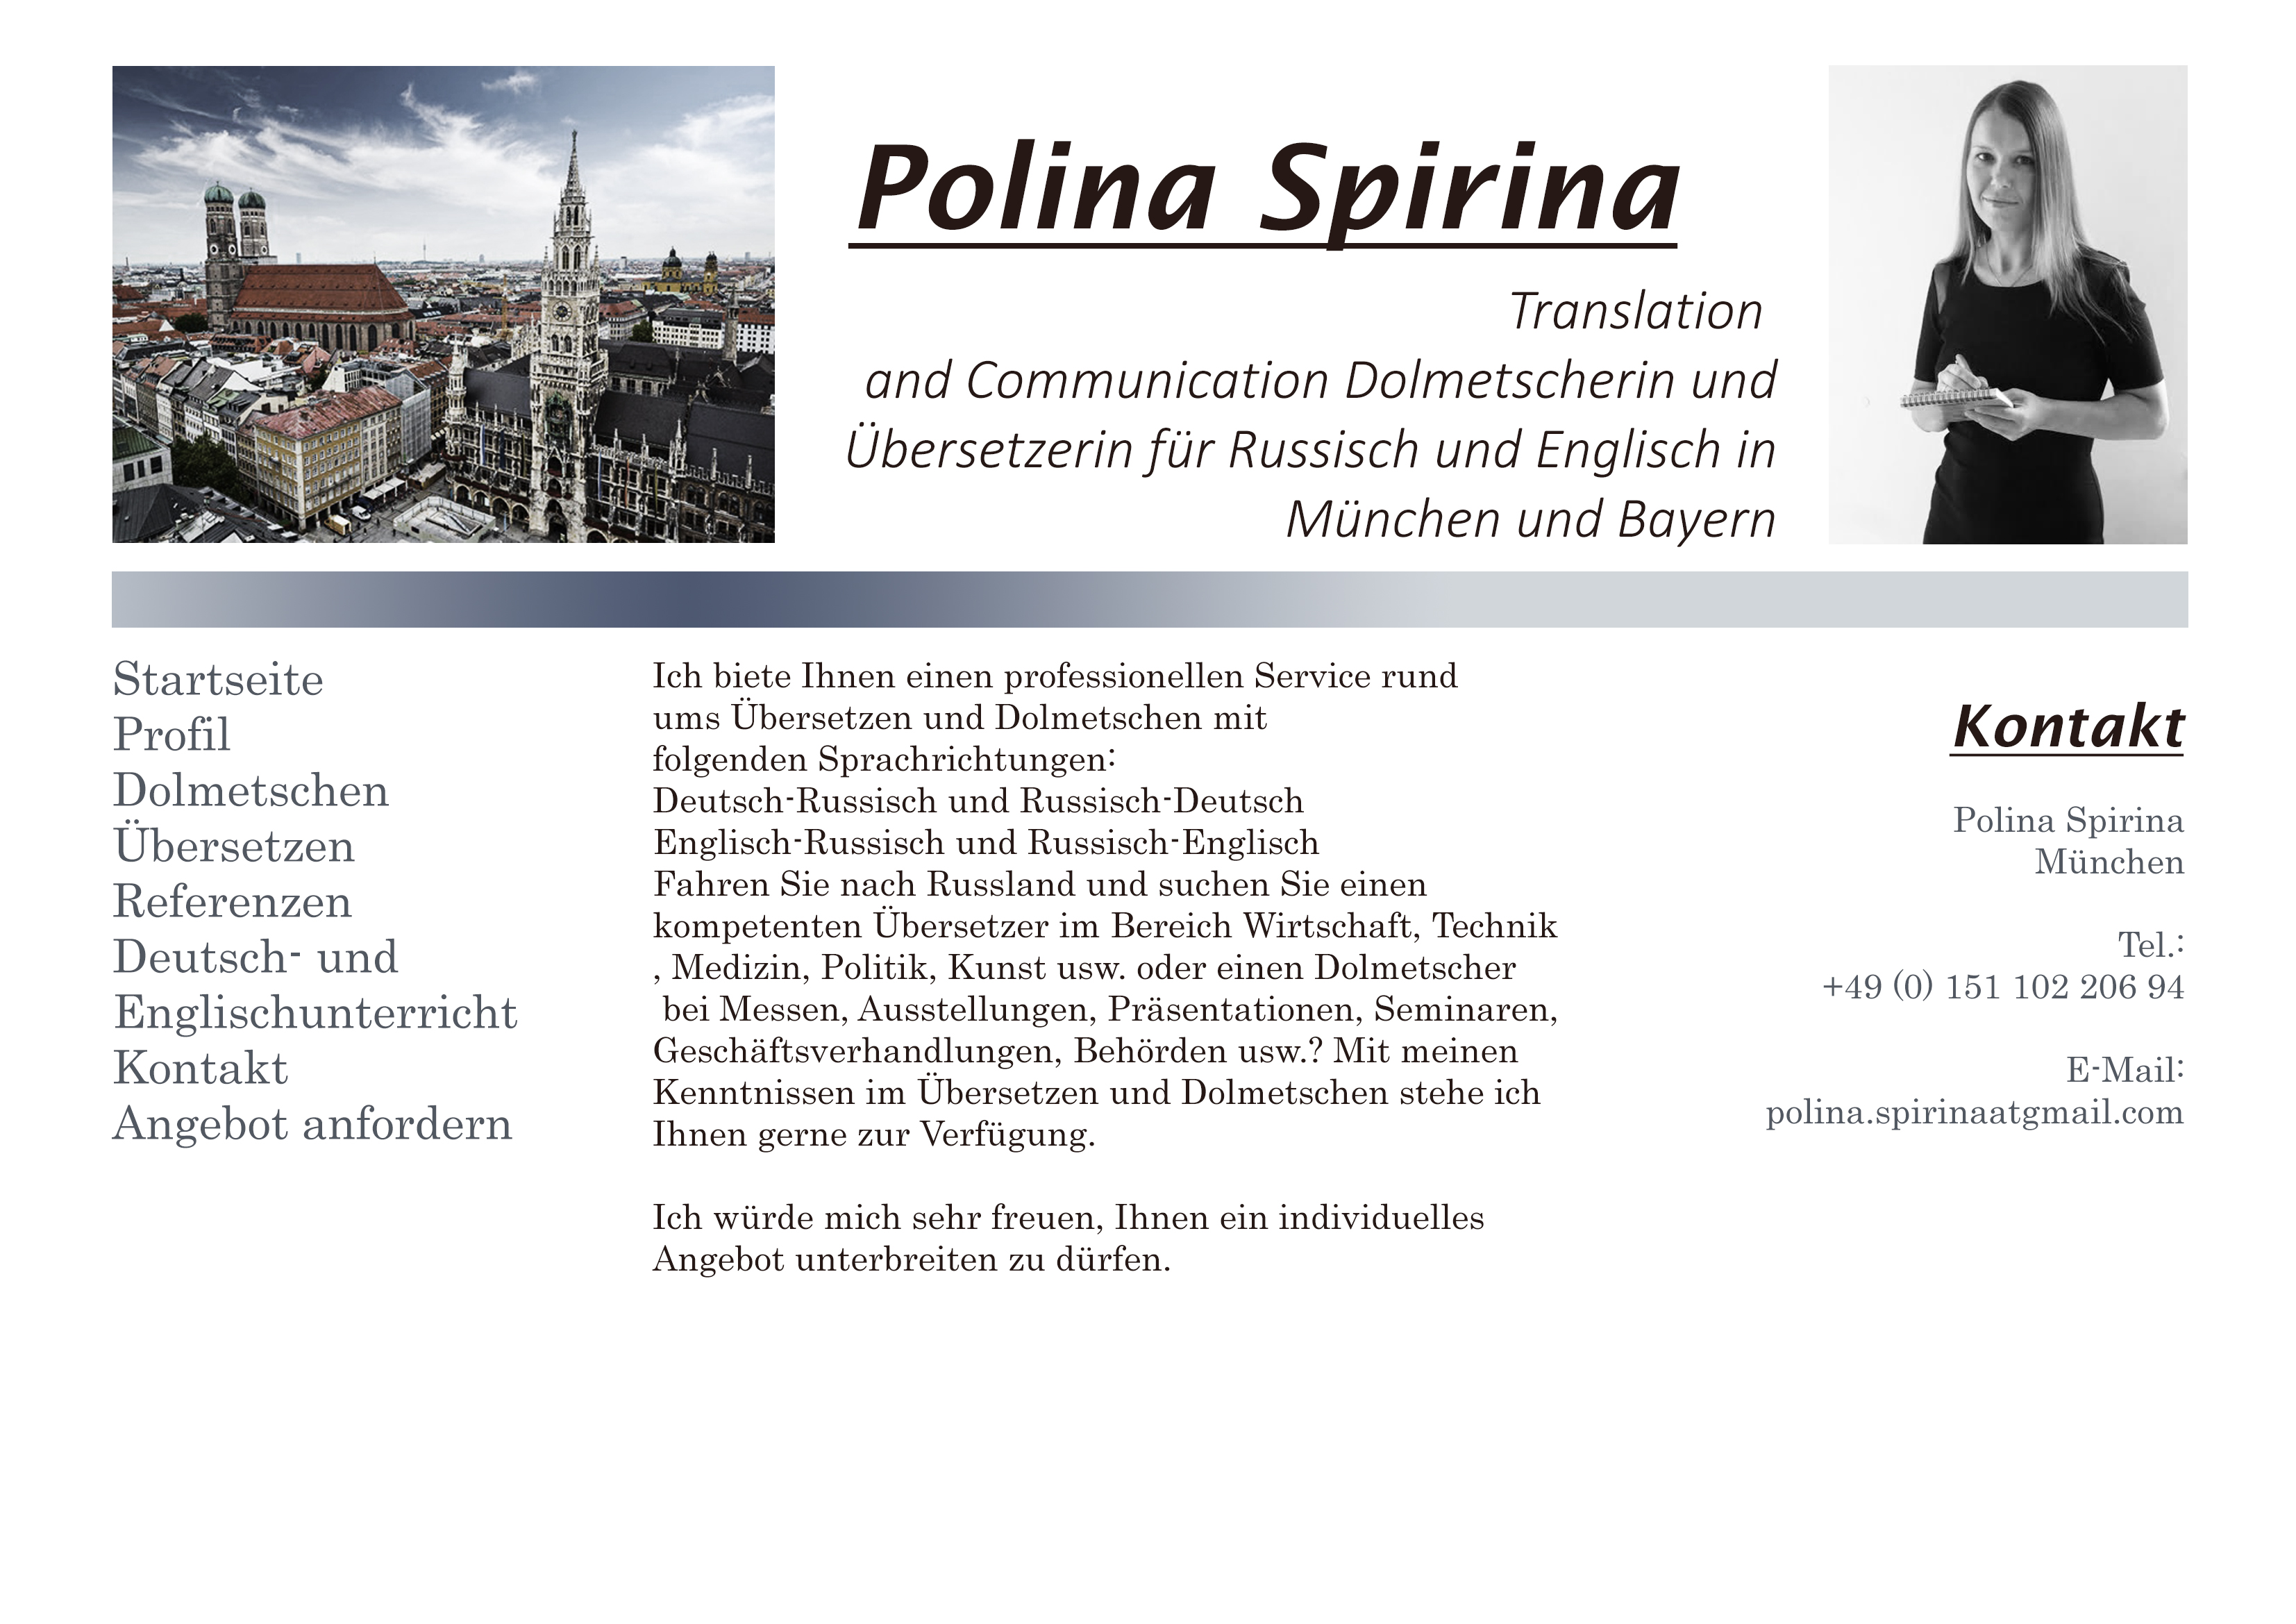 Polina Spirina
Translation
and Communication Dolmetscherin und
Übersetzerin für Russisch und Englisch in
München und Bayern
Startseite
Profil
Dolmetschen
Übersetzen
Referenzen
Deutsch- und
Englischunterricht
Kontakt
Angebot anfordern
Ich biete Ihnen einen professionellen Service rund
ums Übersetzen und Dolmetschen mit
folgenden Sprachrichtungen:
Deutsch-Russisch und Russisch-Deutsch
Englisch-Russisch und Russisch-Englisch
Fahren Sie nach Russland und suchen Sie einen
kompetenten Übersetzer im Bereich Wirtschaft, Technik
, Medizin, Politik, Kunst usw. oder einen Dolmetscher
bei Messen, Ausstellungen, Präsentationen, Seminaren,
Geschäftsverhandlungen, Behörden usw.? Mit meinen
Kenntnissen im Übersetzen und Dolmetschen stehe ich
Ihnen gerne zur Verfügung.
Ich würde mich sehr freuen, Ihnen ein individuelles
Angebot unterbreiten zu dürfen.
Kontakt
Polina Spirina
München
Tel.:
+49 (0) 151 102 206 94
E-Mail:
polina.spirinaatgmail.com